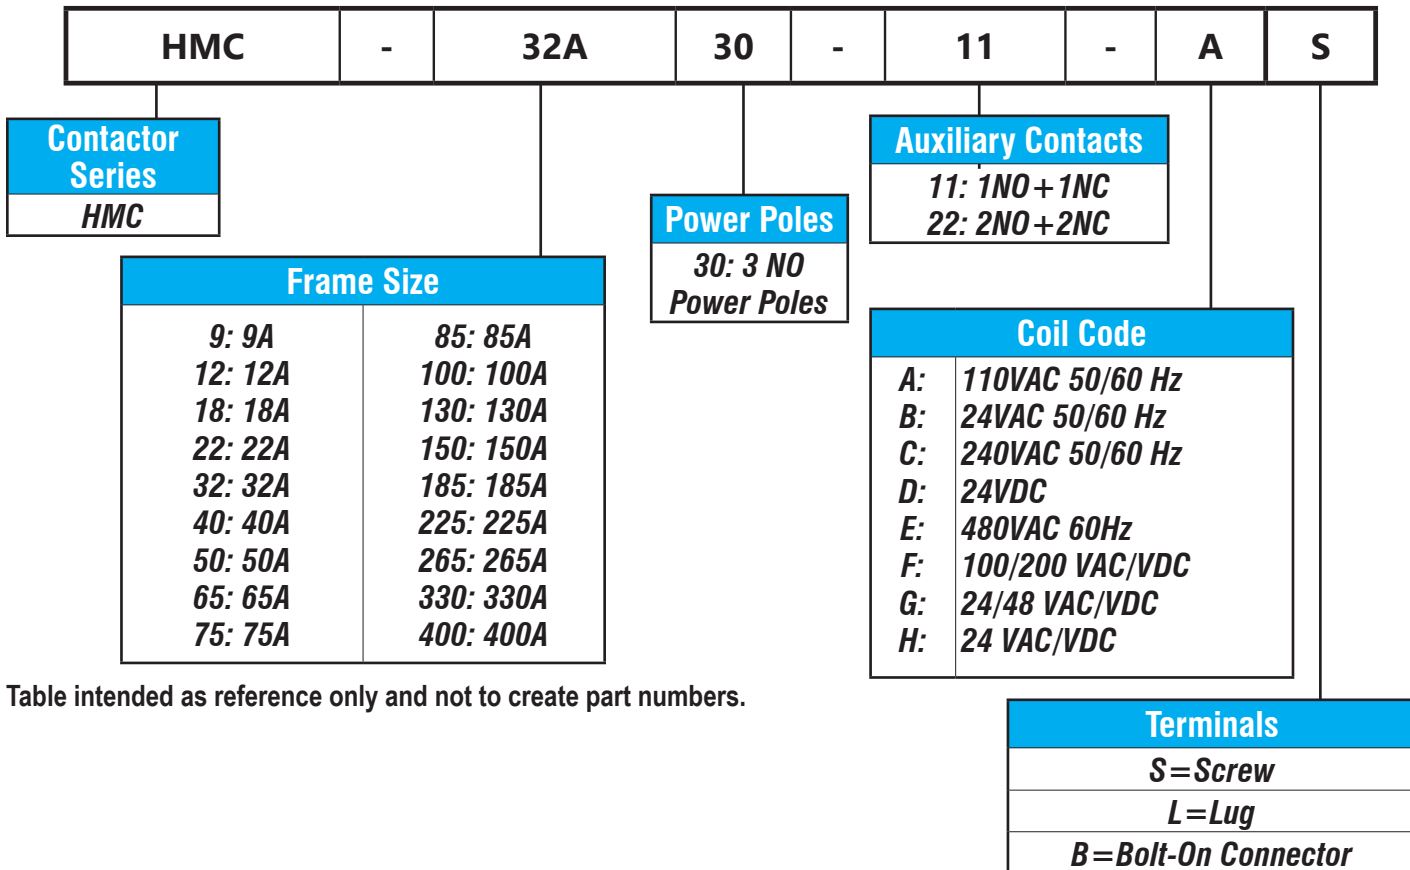 HMC - 32A 30 - 11 - A S
Contactor
Series
HMC
Frame Size
9: 9A
12: 12A
18: 18A
22: 22A
32: 32A
40: 40A
50: 50A
65: 65A
75: 75A
85: 85A
100: 100A
130: 130A
150: 150A
185: 185A
225: 225A
265: 265A
330: 330A
400: 400A
Power Poles
30: 3 NO
Power Poles
Auxiliary Contacts
11: 1NO+1NC
22: 2NO+2NC
Coil Code
A: 110VAC 50/60 Hz
B: 24VAC 50/60 Hz
C: 240VAC 50/60 Hz
D: 24VDC
E: 480VAC 60Hz
F: 100/200 VAC/VDC
G: 24/48 VAC/VDC
H: 24 VAC/VDC
Table intended as reference only and not to create part numbers.
Terminals
S=Screw
L=Lug
B=Bolt-On Connector